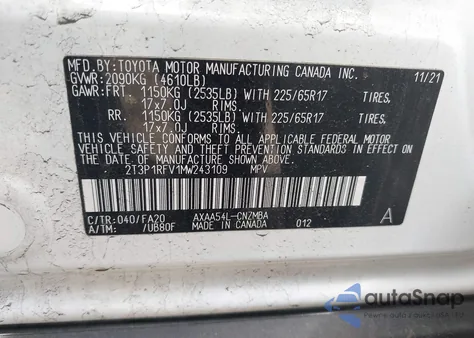 MFD.BY:TOYOTA MOTOR MANUFACTURING CANADA INC. 11/21
GVWR:2090KG (4610LB)
GAWR:FRT. 1150KG (2535LB) WITH 225/65R17 TIRES,
17x7.0J RIMS,
RR. 1150KG (2535LB) WITH 225/65R17 TIRES,
17x7.0J RIMS,
THIS VEHICLE CONFORMS TO ALL APPLICABLE FEDERAL MOTOR
VEHICLE SAFETY AND THEFT PREVENTION STANDARDS IN EFFECT
ON THE DATE OF MANUFACTURE SHOWN ABOVE.
2T3P1RFV1MW243109 MPV
C/TR:040/FA20 AXAA54L-CNZMBA
A/TM: /UB80F MADE IN CANADA 012 A
autoSnap